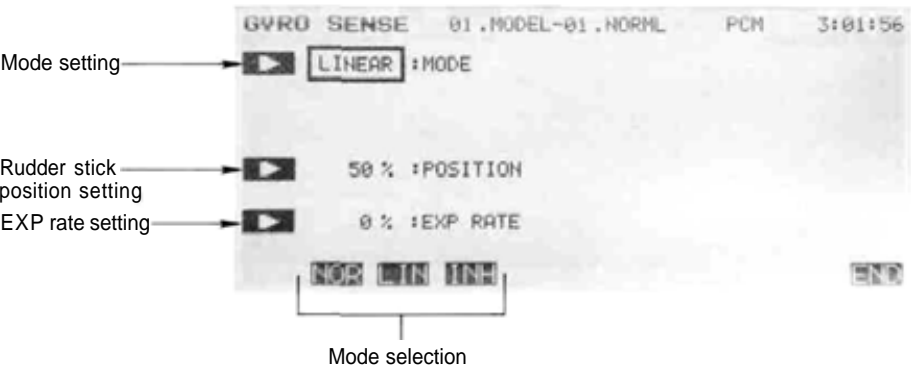 GYRO SENSE 01.MODEL-01.NORML PCM 3:01:56
Mode setting LINEAR :MODE
Rudder stick
position setting 50 % :POSITION
EXP rate setting 0 % :EXP RATE
NOR LIN INH END
Mode selection